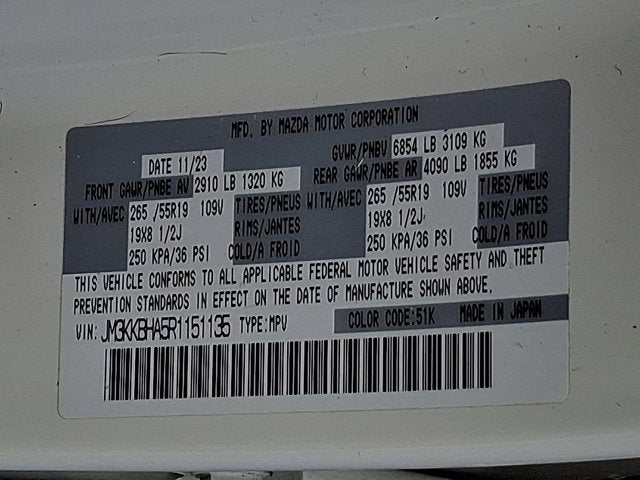 MFD. BY MAZDA MOTOR CORPORATION
DATE 11/23 GVWR/PNBV 6854 LB 3109 KG
FRONT GAWR/PNBE AV 2910 LB 1320 KG REAR GAWR/PNBE AR 4090 LB 1855 KG
WITH/AVEC 265 /55R19 109V TIRES/PNEUS WITH/AVEC 265 /55R19 109V TIRES/PNEUS
19X8 1/2J RIMS/JANTES 19X8 1/2J RIMS/JANTES
250 KPA/36 PSI COLD/A FROID 250 KPA/36 PSI COLD/A FROID
THIS VEHICLE CONFORMS TO ALL APPLICABLE FEDERAL MOTOR VEHICLE SAFETY AND THEFT
PREVENTION STANDARDS IN EFFECT ON THE DATE OF MANUFACTURE SHOWN ABOVE.
VIN: JM3KKBHA5R1151135 TYPE:MPV COLOR CODE:51K MADE IN JAPAN